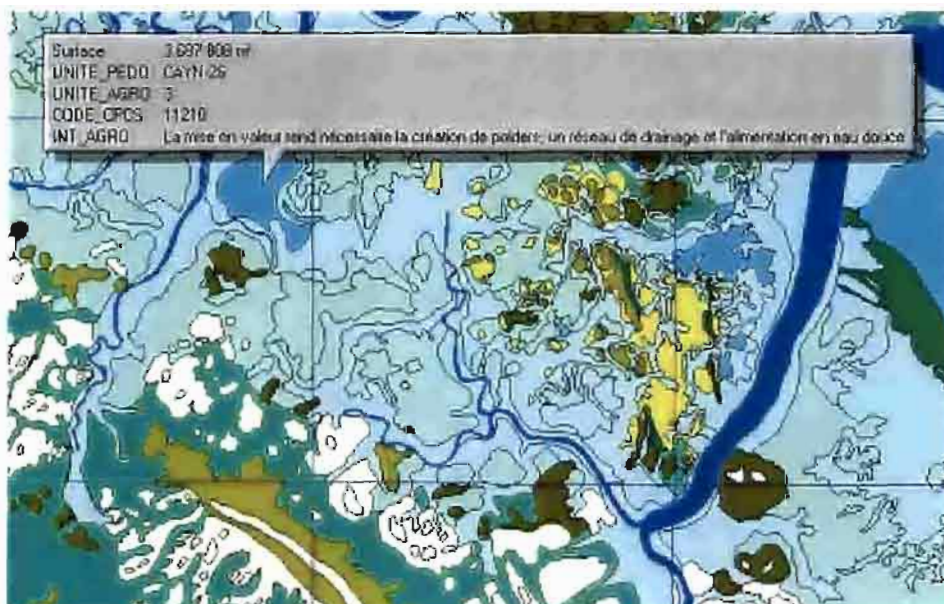 Surface 3 687 808 m²
UNITE_PEDO CAYN-26
UNITE_AGRO 3
CODE_CPCS 11210
INT_AGRO La mise en valeur rend nécessaire la création de polders, un réseau de drainage et l'alimentation en eau douce